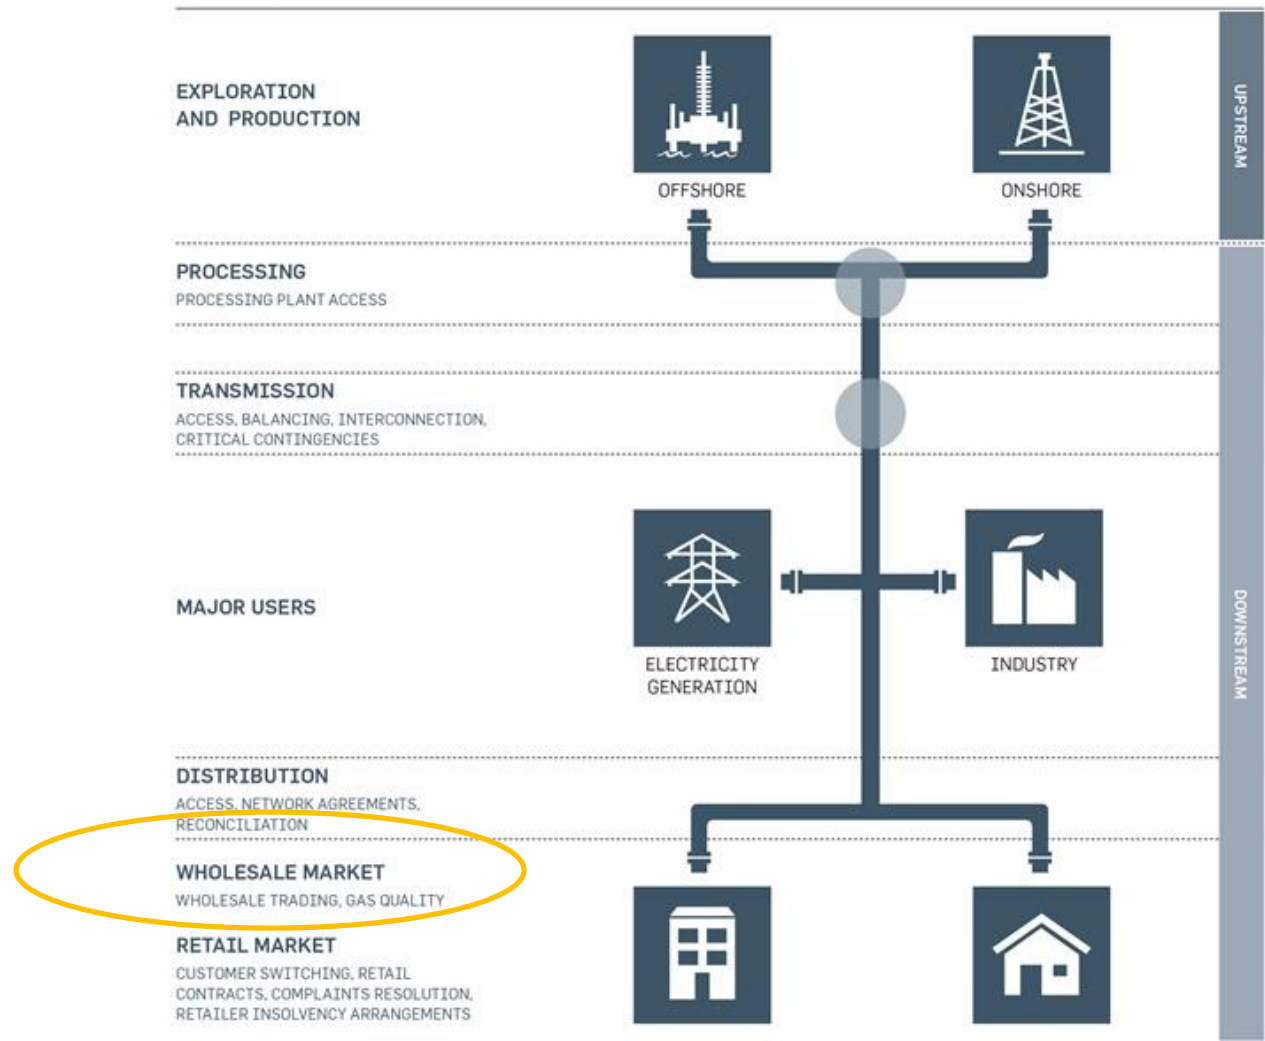 EXPLORATION
AND PRODUCTION
OFFSHORE
ONSHORE
UPSTREAM
PROCESSING
PROCESSING PLANT ACCESS
TRANSMISSION
ACCESS, BALANCING, INTERCONNECTION,
CRITICAL CONTINGENCIES
MAJOR USERS
ELECTRICITY
GENERATION
INDUSTRY
DOWNSTREAM
DISTRIBUTION
ACCESS, NETWORK AGREEMENTS,
RECONCILIATION
WHOLESALE MARKET
WHOLESALE TRADING, GAS QUALITY
RETAIL MARKET
CUSTOMER SWITCHING, RETAIL
CONTRACTS, COMPLAINTS RESOLUTION,
RETAILER INSOLVENCY ARRANGEMENTS